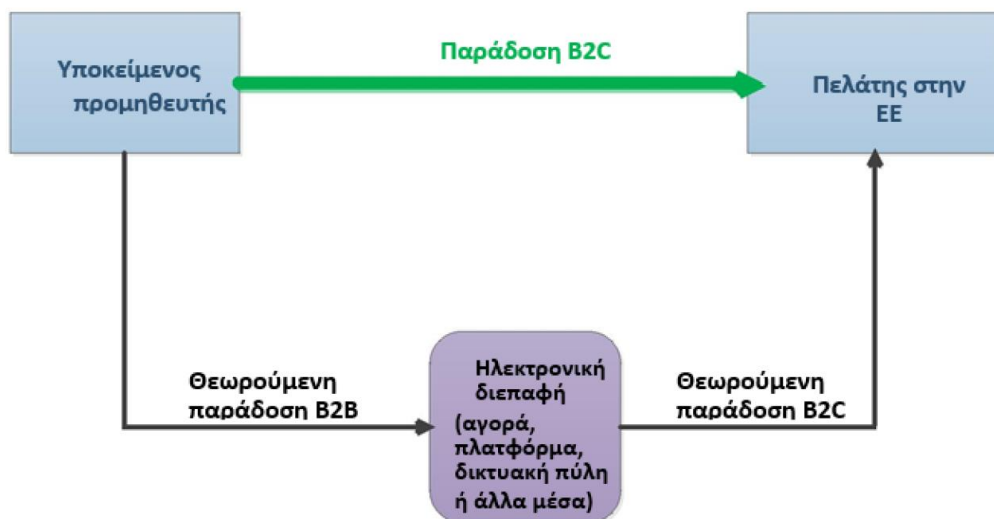 Παράδοση B2C
Υποκείμενος
προμηθευτής
Πελάτης στην
ΕΕ
Θεωρούμενη
παράδοση B2B
Ηλεκτρονική
διεπαφή
(αγορά,
πλατφόρμα,
δικτυακή πύλη
ή άλλα μέσα)
Θεωρούμενη
παράδοση B2C